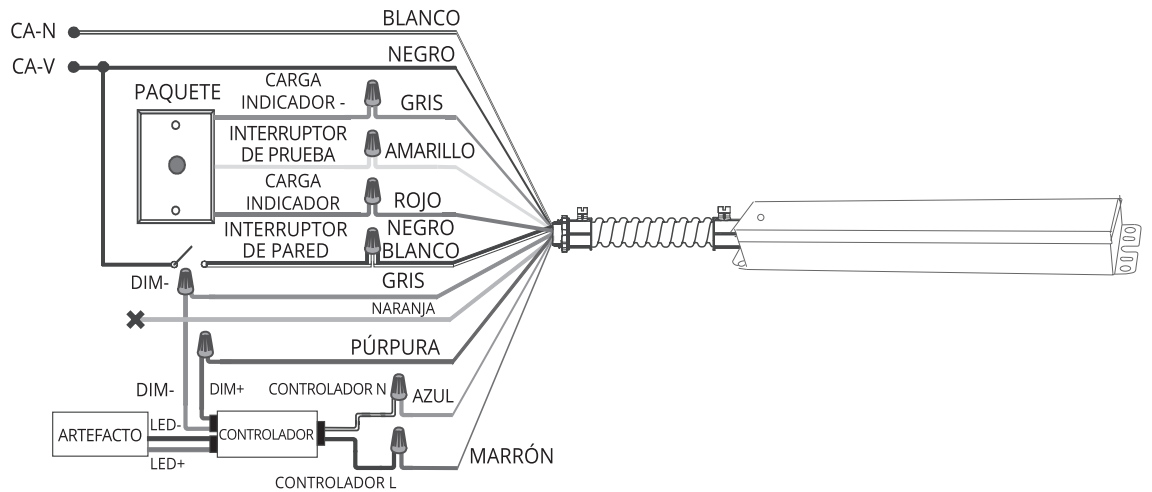 BLANCO
CA-N
NEGRO
CA-V
CARGA
INDICADOR -
PAQUETE
GRIS
INTERRUPTOR
DE PRUEBA
AMARILLO
CARGA
INDICADOR
ROJO
INTERRUPTOR
DE PARED
NEGRO
BLANCO
DIM-
GRIS
NARANJA
PÚRPURA
DIM-
DIM+
CONTROLADOR N
AZUL
LED-
ARTEFACTO
CONTROLADOR
LED+
MARRÓN
CONTROLADOR L